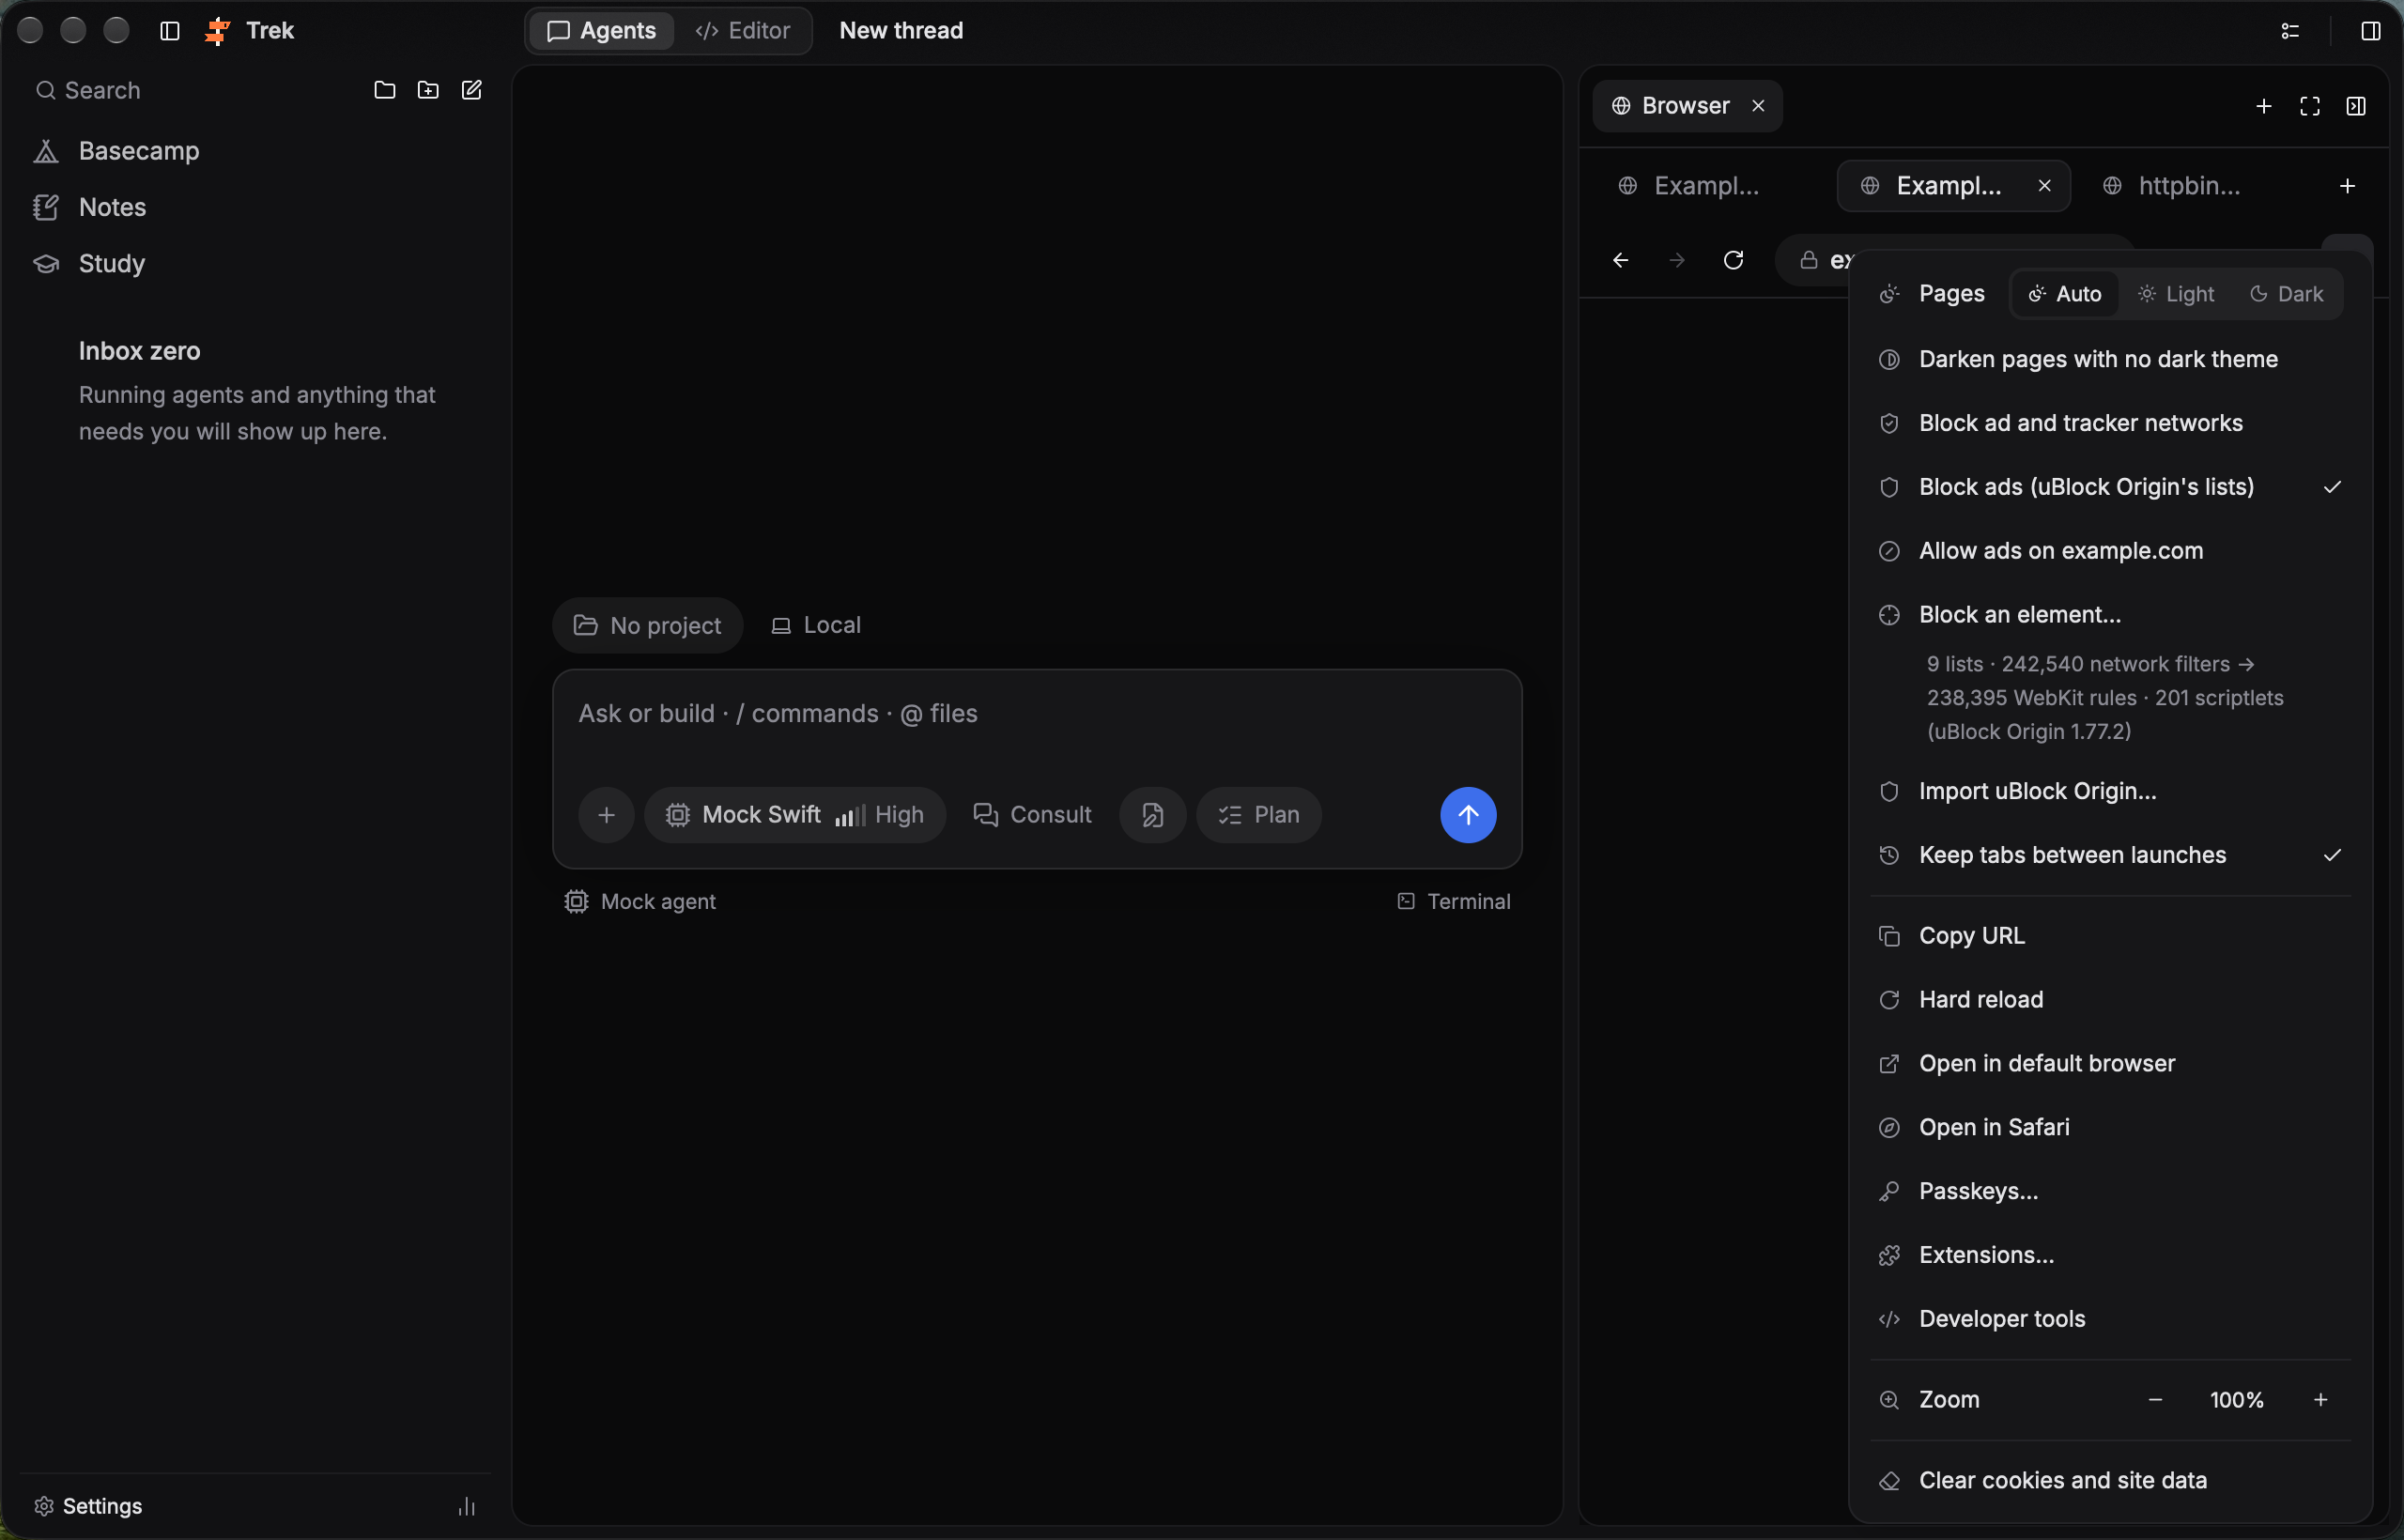 Trek
Agents
Editor
New thread
Search
Basecamp
Notes
Study
Inbox zero
Running agents and anything that
needs you will show up here.
Settings
No project
Local
Ask or build · / commands · @ files
Mock Swift
High
Consult
Plan
Mock agent
Terminal
Browser
Exampl...
Exampl...
httpbin...
Pages
Auto
Light
Dark
Darken pages with no dark theme
Block ad and tracker networks
Block ads (uBlock Origin's lists)
Allow ads on example.com
Block an element...
9 lists · 242,540 network filters →
238,395 WebKit rules · 201 scriptlets
(uBlock Origin 1.77.2)
Import uBlock Origin...
Keep tabs between launches
Copy URL
Hard reload
Open in default browser
Open in Safari
Passkeys...
Extensions...
Developer tools
Zoom
− 100% +
Clear cookies and site data